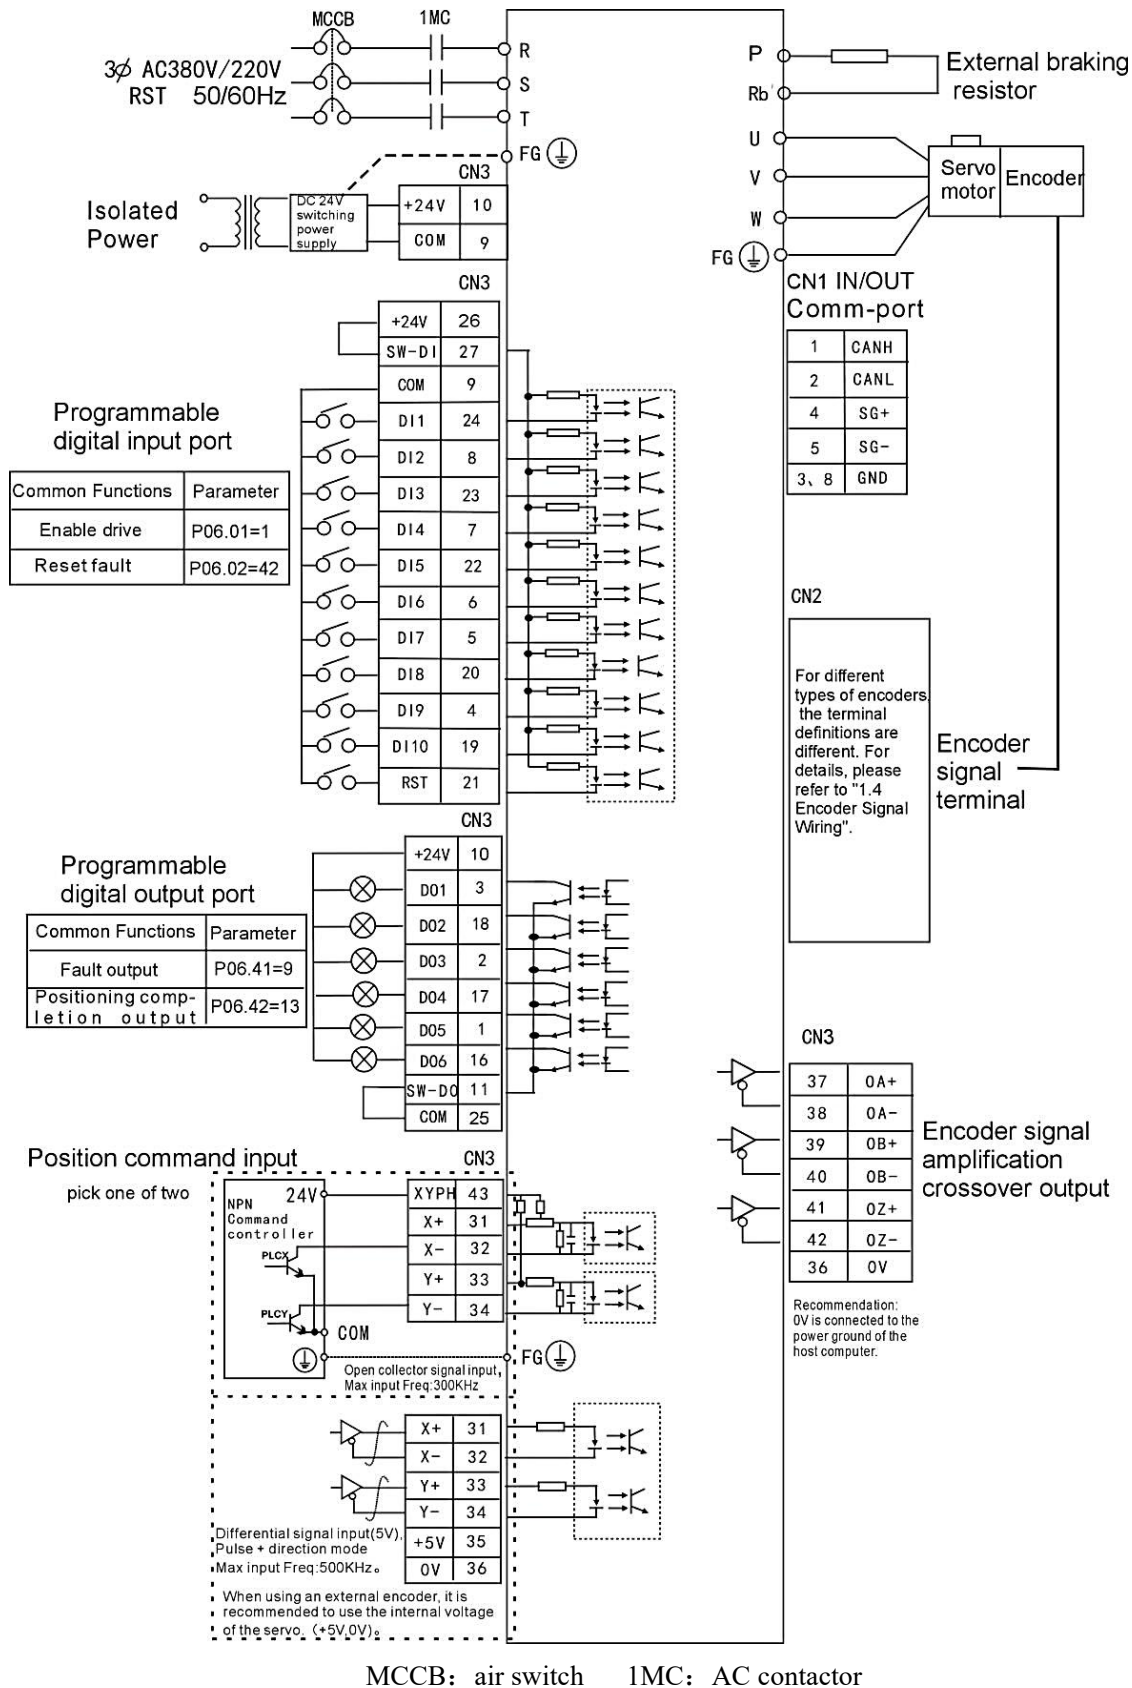 MCCB
1MC
3∅ AC380V/220V
RST 50/60Hz
R
S
T
FG
CN3
Isolated
Power
DC 24V
switching
power
supply
+24V 10
COM 9
P
Rb
External braking
resistor
U
V
W
FG
Servo
motor
Encoder
CN1 IN/OUT
Comm-port
1 CANH
2 CANL
4 SG+
5 SG-
3、8 GND
CN3
+24V 26
SW-DI 27
COM 9
DI1 24
DI2 8
DI3 23
DI4 7
DI5 22
DI6 6
DI7 5
DI8 20
DI9 4
DI10 19
RST 21
Programmable
digital input port
Common Functions Parameter
Enable drive P06.01=1
Reset fault P06.02=42
CN2
For different
types of encoders,
the terminal
definitions are
different. For
details, please
refer to "1.4
Encoder Signal
Wiring".
Encoder
signal
terminal
CN3
+24V 10
DO1 3
DO2 18
DO3 2
DO4 17
DO5 1
DO6 16
SW-DO 11
COM 25
Programmable
digital output port
Common Functions Parameter
Fault output P06.41=9
Positioning comp-
letion output P06.42=13
CN3
37 OA+
38 OA-
39 OB+
40 OB-
41 OZ+
42 OZ-
36 OV
Encoder signal
amplification
crossover output
Recommendation:
0V is connected to the
power ground of the
host computer.
Position command input
pick one of two
CN3
NPN
Command
controller
24V
PLCX
PLCY
COM
XYPH 43
X+ 31
X- 32
Y+ 33
Y- 34
FG
Open collector signal input,
Max input Freq:300KHz
X+ 31
X- 32
Y+ 33
Y- 34
+5V 35
0V 36
Differential signal input(5V),
Pulse + direction mode
Max input Freq:500KHz。
When using an external encoder, it is
recommended to use the internal voltage
of the servo.（+5V,0V)。
MCCB：air switch 1MC：AC contactor